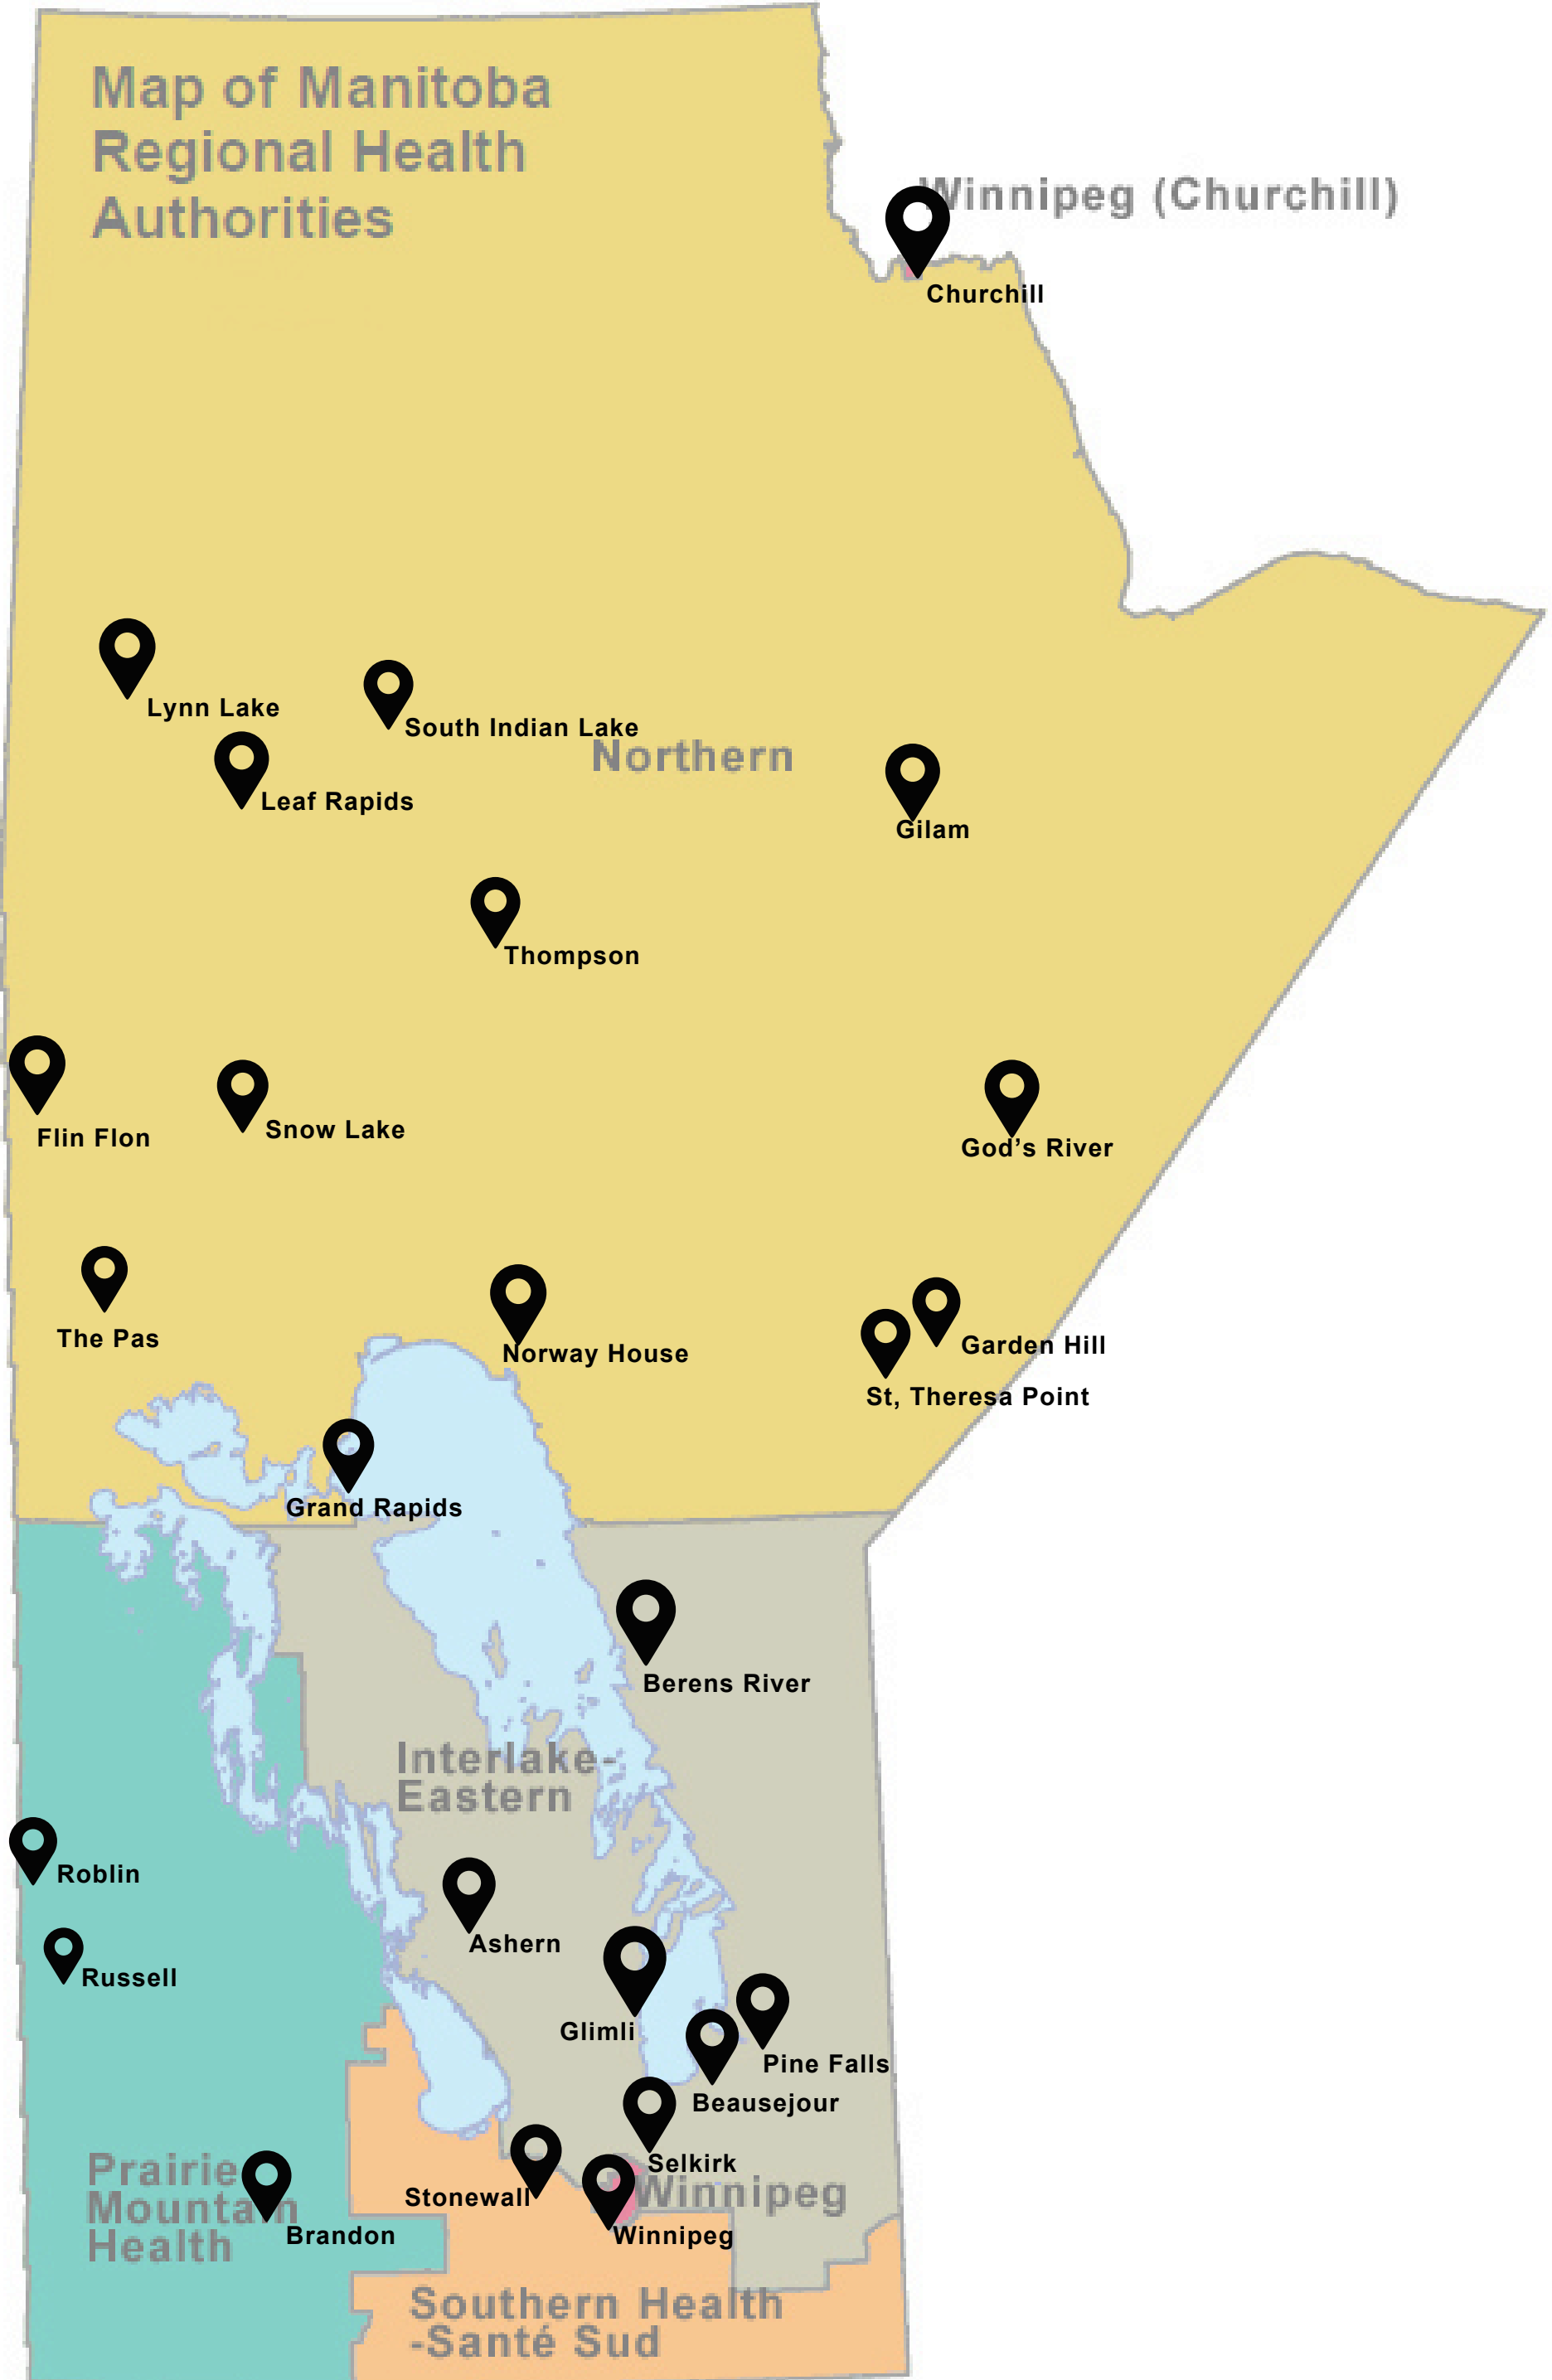 Map of Manitoba
Regional Health
Authorities
Winnipeg (Churchill)
Churchill
Lynn Lake
South Indian Lake
Northern
Leaf Rapids
Gilam
Thompson
Flin Flon
Snow Lake
God’s River
The Pas
Norway House
Garden Hill
St, Theresa Point
Grand Rapids
Berens River
Interlake-
Eastern
Roblin
Ashern
Russell
Glimli
Pine Falls
Beausejour
Selkirk
Prairie
Mountain
Health
Winnipeg
Stonewall
Brandon
Winnipeg
Southern Health
-Santé Sud